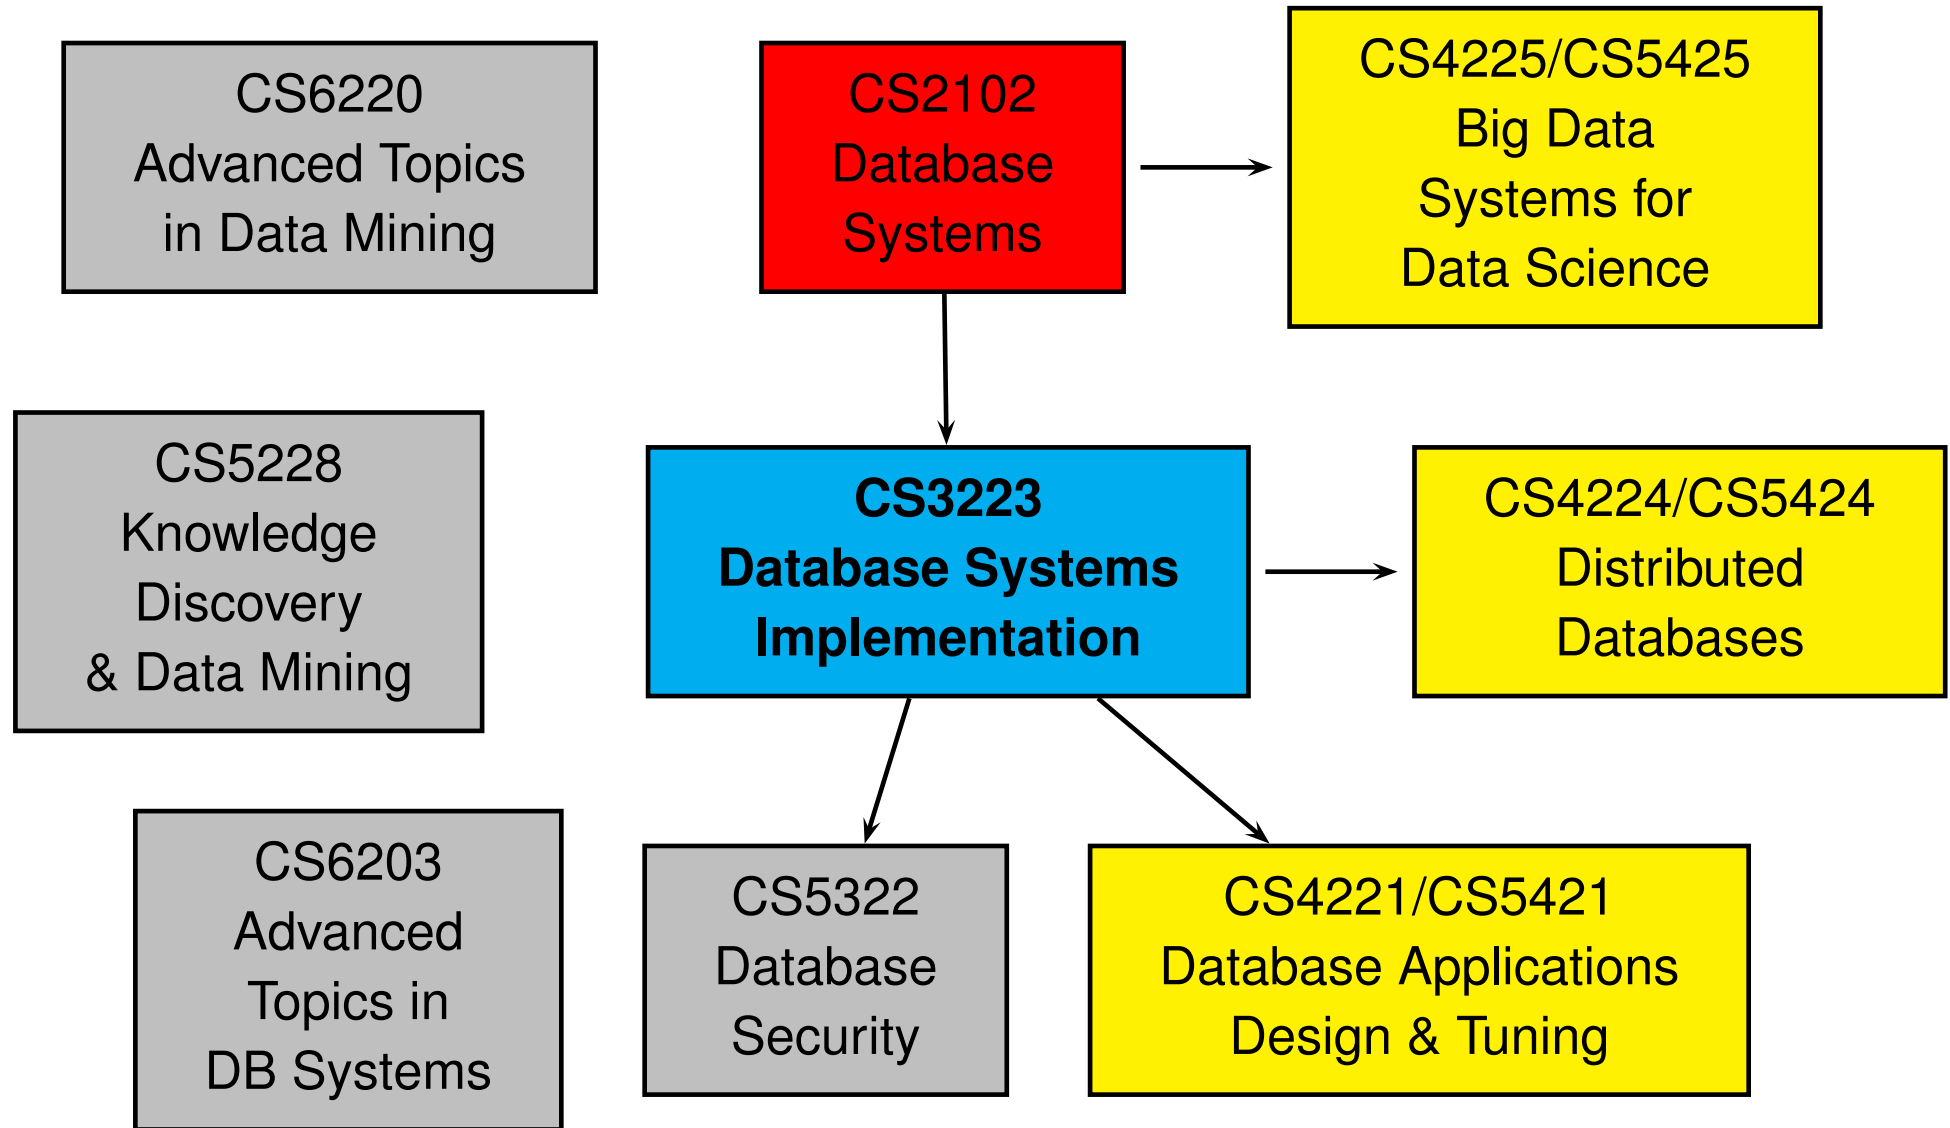 CS6220
Advanced Topics
in Data Mining
CS2102
Database
Systems
CS4225/CS5425
Big Data
Systems for
Data Science
CS5228
Knowledge
Discovery
& Data Mining
CS3223
Database Systems
Implementation
CS4224/CS5424
Distributed
Databases
CS6203
Advanced
Topics in
DB Systems
CS5322
Database
Security
CS4221/CS5421
Database Applications
Design & Tuning